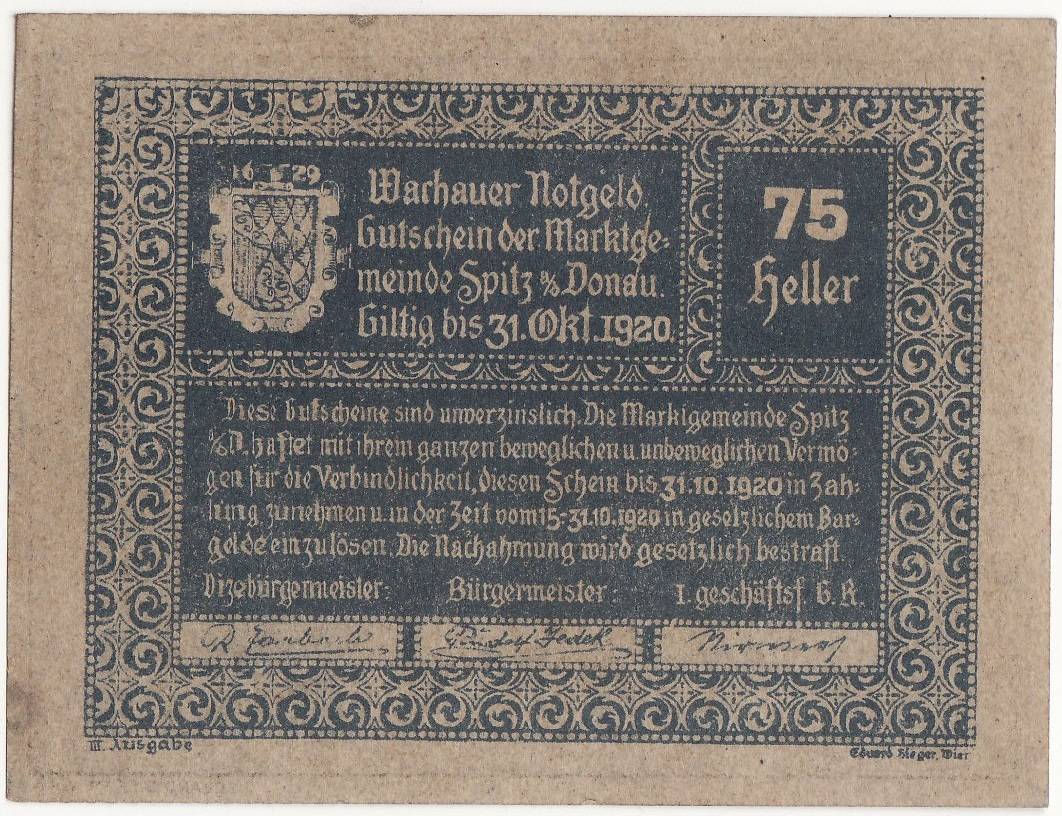 1629
Wachauer Notgeld
Gutschein der Marktge-
meinde Spitz a/Donau.
Giltig bis 31. Okt. 1920.
75
Heller
Diese Gutscheine sind unverzinslich. Die Marktgemeinde Spitz
a/D. haftet mit ihrem ganzen beweglichen u. unbeweglichen Vermö-
gen für die Verbindlichkeit, diesen Schein bis 31.10.1920 in Zah-
lung zu nehmen u. in der Zeit vom 15-31.10.1920 in gesetzlichem Bar-
gelde einzulösen. Die Nachahmung wird gesetzlich bestraft.
Vizebürgermeister: Bürgermeister: I. geschäftsf. G. R.
III. Ausgabe
Eduard Sieger, Wien